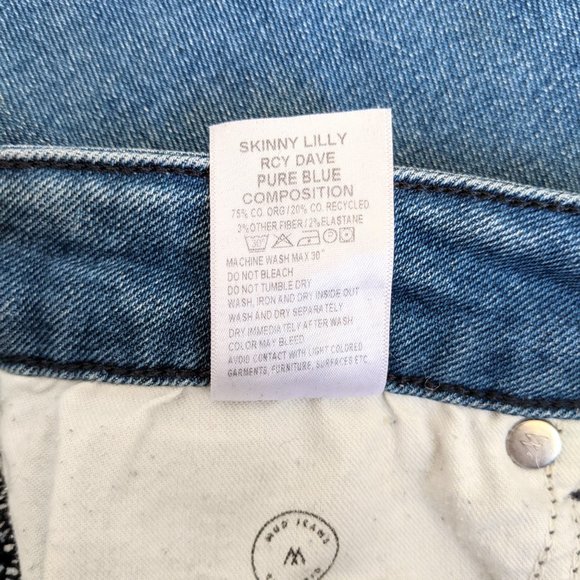 SKINNY LILLY
RCY DAVE
PURE BLUE
COMPOSITION
75% CO. ORG / 20% CO. RECYCLED
3% OTHER FIBER / 2% ELASTANE
MACHINE WASH MAX 30°
DO NOT BLEACH
DO NOT TUMBLE DRY
WASH, IRON AND DRY INSIDE OUT
WASH AND DRY SEPARATELY
DRY IMMEDIATELY AFTER WASH
COLOR MAY BLEED
AVOID CONTACT WITH LIGHT COLORED
GARMENTS, FURNITURE, SURFACES ETC.
MUD JEANS